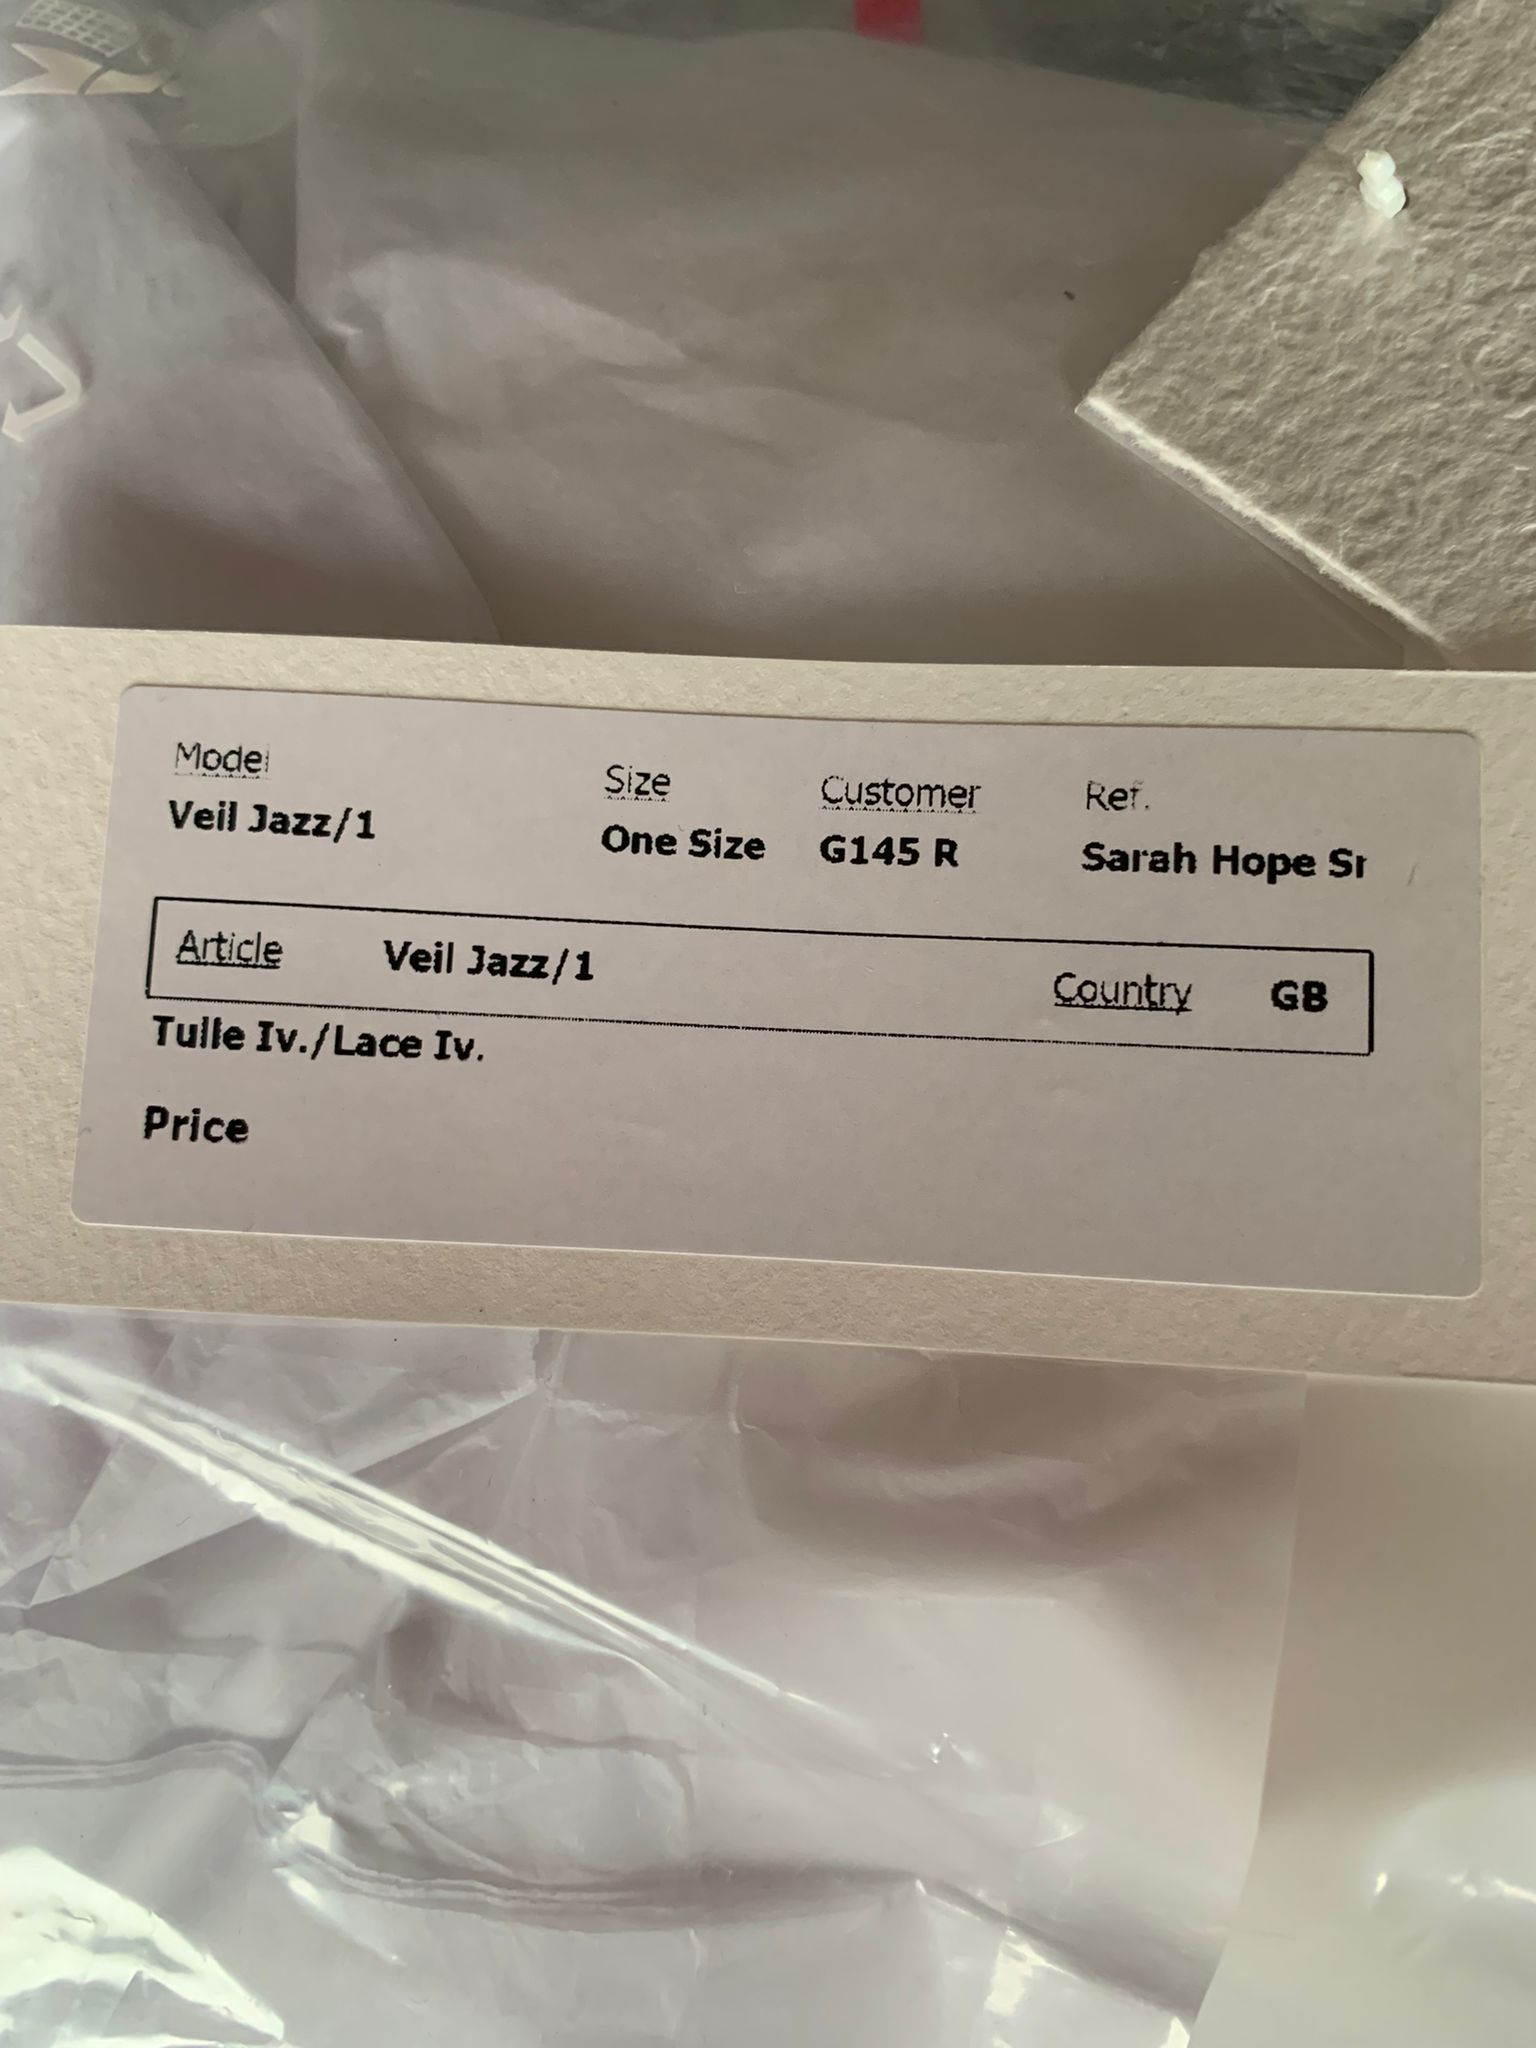 Model Size Customer Ref.
Veil Jazz/1 One Size G145 R Sarah Hope
Article Veil Jazz/1 Country GB
Tulle Iv./Lace Iv.
Price